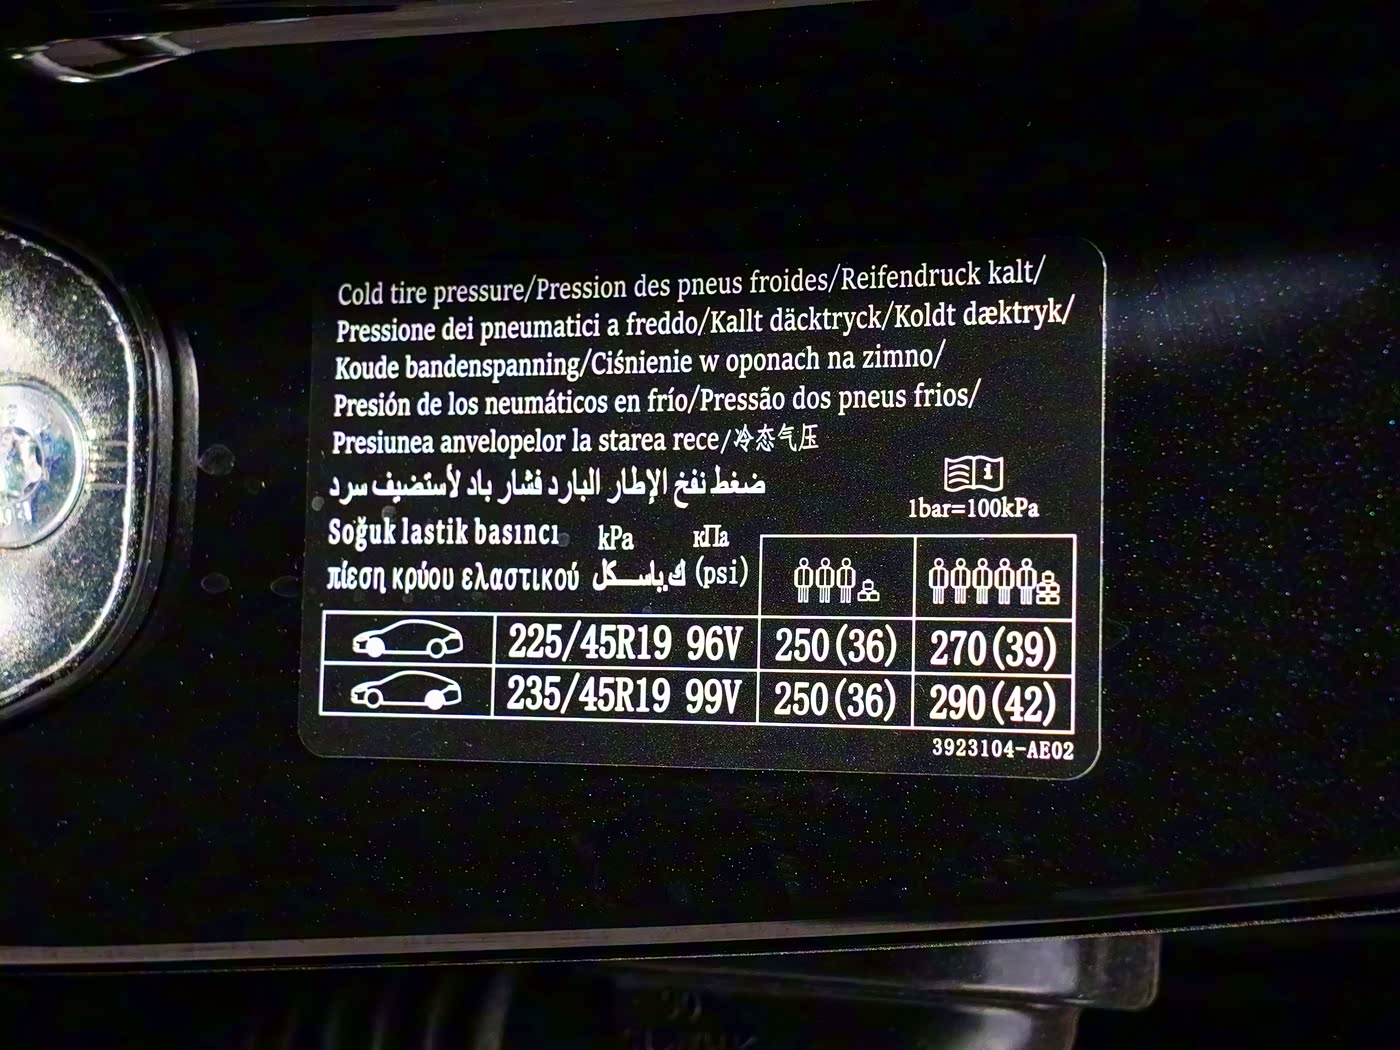 Cold tire pressure/Pression des pneus froides/Reifendruck kalt/
Pressione dei pneumatici a freddo/Kallt däcktryck/Koldt dæktryk/
Koude bandenspanning/Ciśnienie w oponach na zimno/
Presión de los neumáticos en frío/Pressão dos pneus frios/
Presiunea anvelopelor la starea rece/冷态气压
ضغط نفخ الإطار البارد فشار باد لأستضيف سرد
1bar=100kPa
Soğuk lastik basıncı kPa кПа
πίεση κρύου ελαστικού كيلوباسكال (psi)
225/45R19 96V 250(36) 270(39)
235/45R19 99V 250(36) 290(42)
3923104-AE02